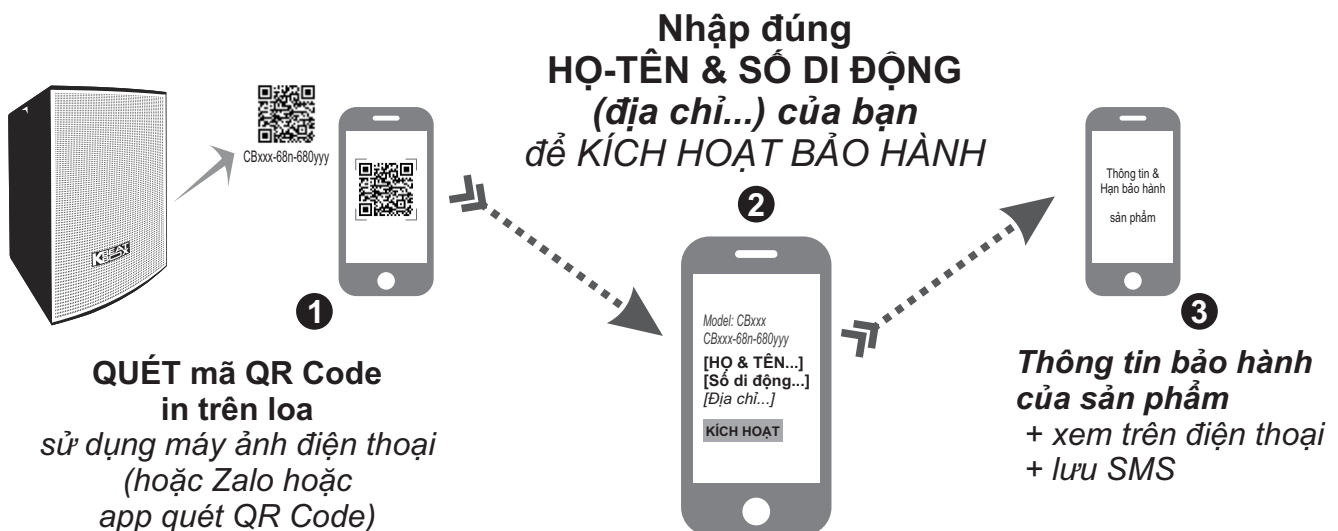 KBEAT
CBxxx-68n-680yyy
1
QUÉT mã QR Code
in trên loa
sử dụng máy ảnh điện thoại
(hoặc Zalo hoặc
app quét QR Code)
Nhập đúng
HỌ-TÊN & SỐ DI ĐỘNG
(địa chỉ...) của bạn
để KÍCH HOẠT BẢO HÀNH
2
Model: CBxxx
CBxxx-68n-680yyy
[HỌ & TÊN...]
[Số di động...]
[Địa chỉ...]
KÍCH HOẠT
Thông tin &
Hạn bảo hành
sản phẩm
3
Thông tin bảo hành
của sản phẩm
+ xem trên điện thoại
+ lưu SMS